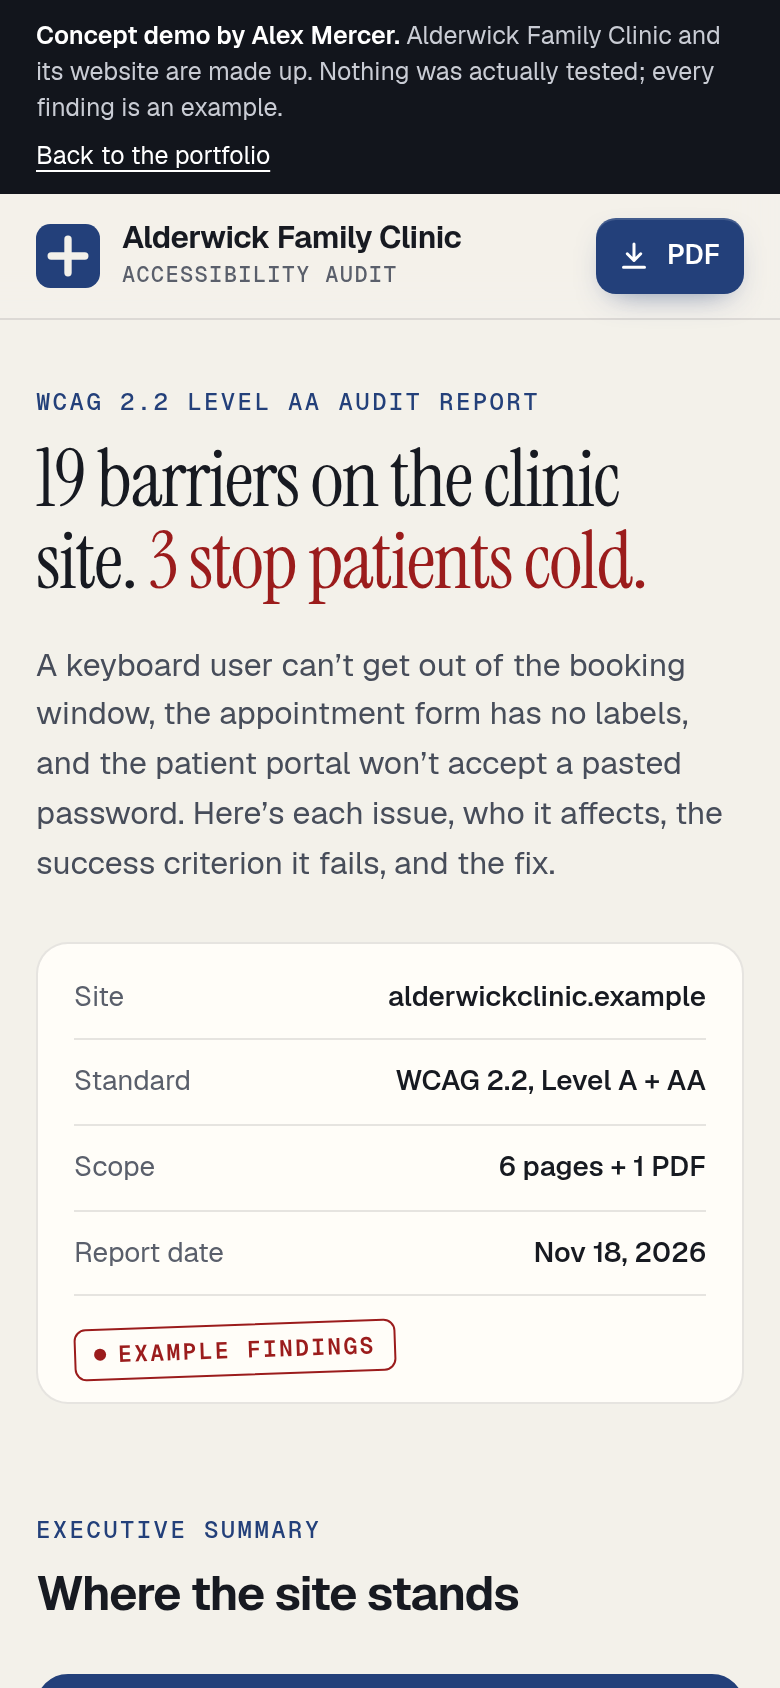 Concept demo by Alex Mercer. Alderwick Family Clinic and
its website are made up. Nothing was actually tested; every
finding is an example.
Back to the portfolio
Alderwick Family Clinic
ACCESSIBILITY AUDIT
PDF
WCAG 2.2 LEVEL AA AUDIT REPORT
19 barriers on the clinic
site. 3 stop patients cold.
A keyboard user can’t get out of the booking
window, the appointment form has no labels,
and the patient portal won’t accept a pasted
password. Here’s each issue, who it affects, the
success criterion it fails, and the fix.
Site alderwickclinic.example
Standard WCAG 2.2, Level A + AA
Scope 6 pages + 1 PDF
Report date Nov 18, 2026
EXAMPLE FINDINGS
EXECUTIVE SUMMARY
Where the site stands